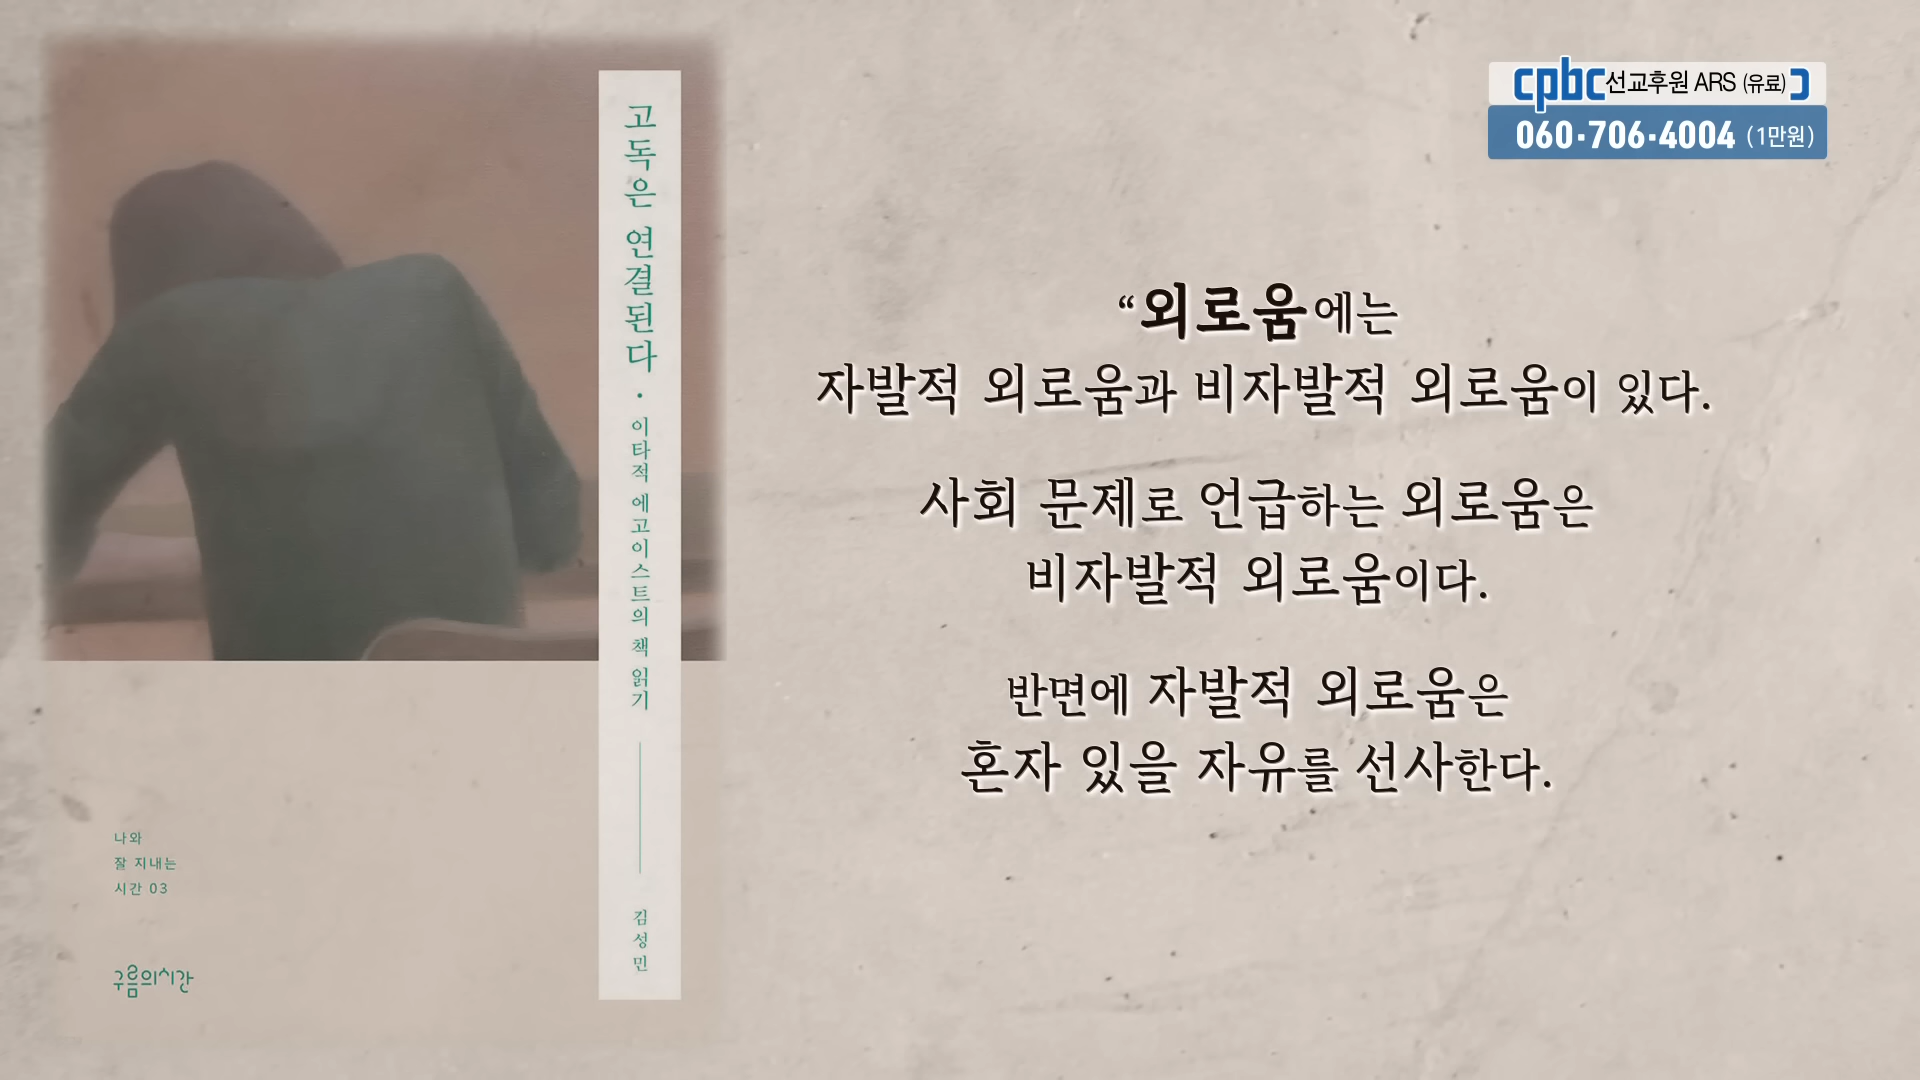 고독은 연결된다 · 이타적 에고이스트의 책 읽기
김성민
나와
잘 지내는
시간 03
구름의시간
cpbc선교후원 ARS (유료)
060·706·4004 (1만원)
“외로움에는
자발적 외로움과 비자발적 외로움이 있다.
사회 문제로 언급하는 외로움은
비자발적 외로움이다.
반면에 자발적 외로움은
혼자 있을 자유를 선사한다.